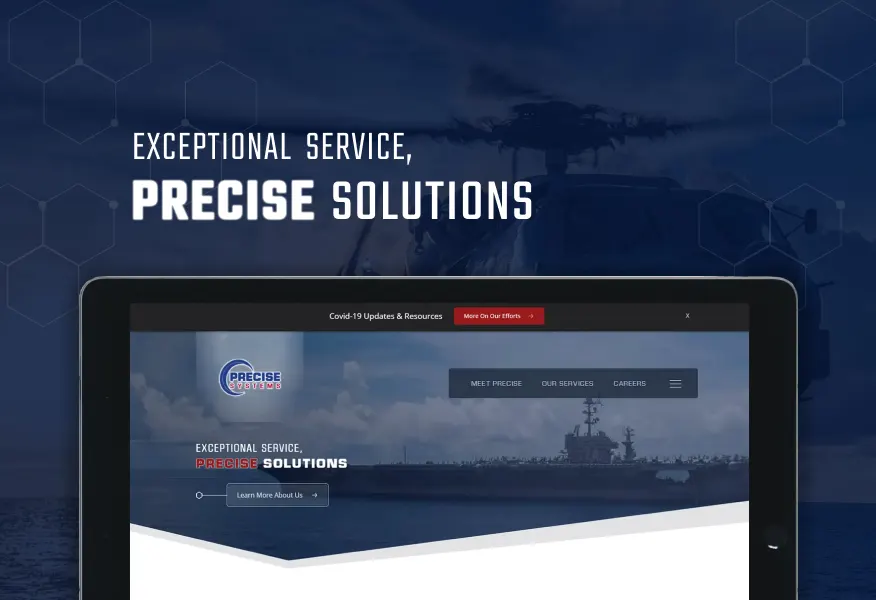 EXCEPTIONAL SERVICE,
PRECISE SOLUTIONS
Covid-19 Updates & Resources
More On Our Efforts →
X
PRECISE
SYSTEMS
MEET PRECISE
OUR SERVICES
CAREERS
EXCEPTIONAL SERVICE,
PRECISE SOLUTIONS
Learn More About Us →